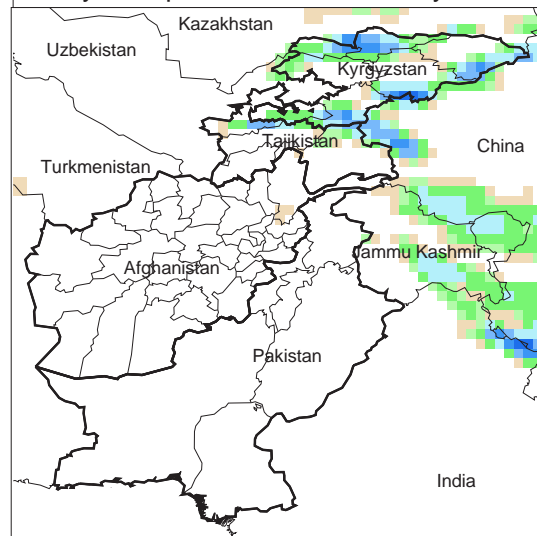 Kazakhstan
Uzbekistan
Kyrgyzstan
Tajikistan
China
Turkmenistan
Jammu Kashmir
Afghanistan
Pakistan
India